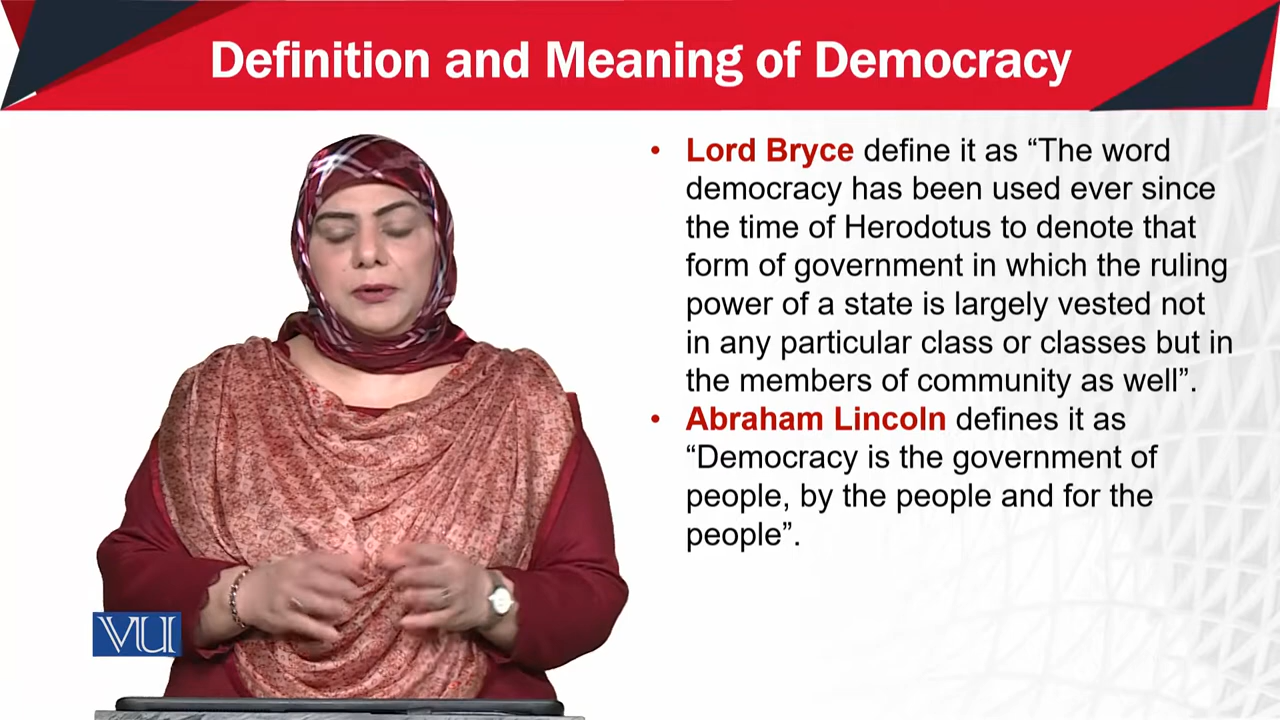 Definition and Meaning of Democracy
• Lord Bryce define it as “The word
democracy has been used ever since
the time of Herodotus to denote that
form of government in which the ruling
power of a state is largely vested not
in any particular class or classes but in
the members of community as well”.
• Abraham Lincoln defines it as
“Democracy is the government of
people, by the people and for the
people”.
VU